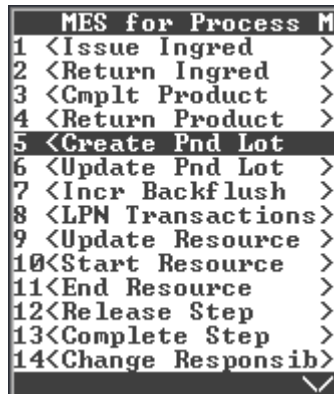 MES for Process M
1 <Issue Ingred >
2 <Return Ingred >
3 <Cmplt Product >
4 <Return Product >
5 <Create Pnd Lot
6 <Update Pnd Lot >
7 <Incr Backflush >
8 <LPN Transactions>
9 <Update Resource >
10<Start Resource >
11<End Resource >
12<Release Step >
13<Complete Step >
14<Change Responsib>